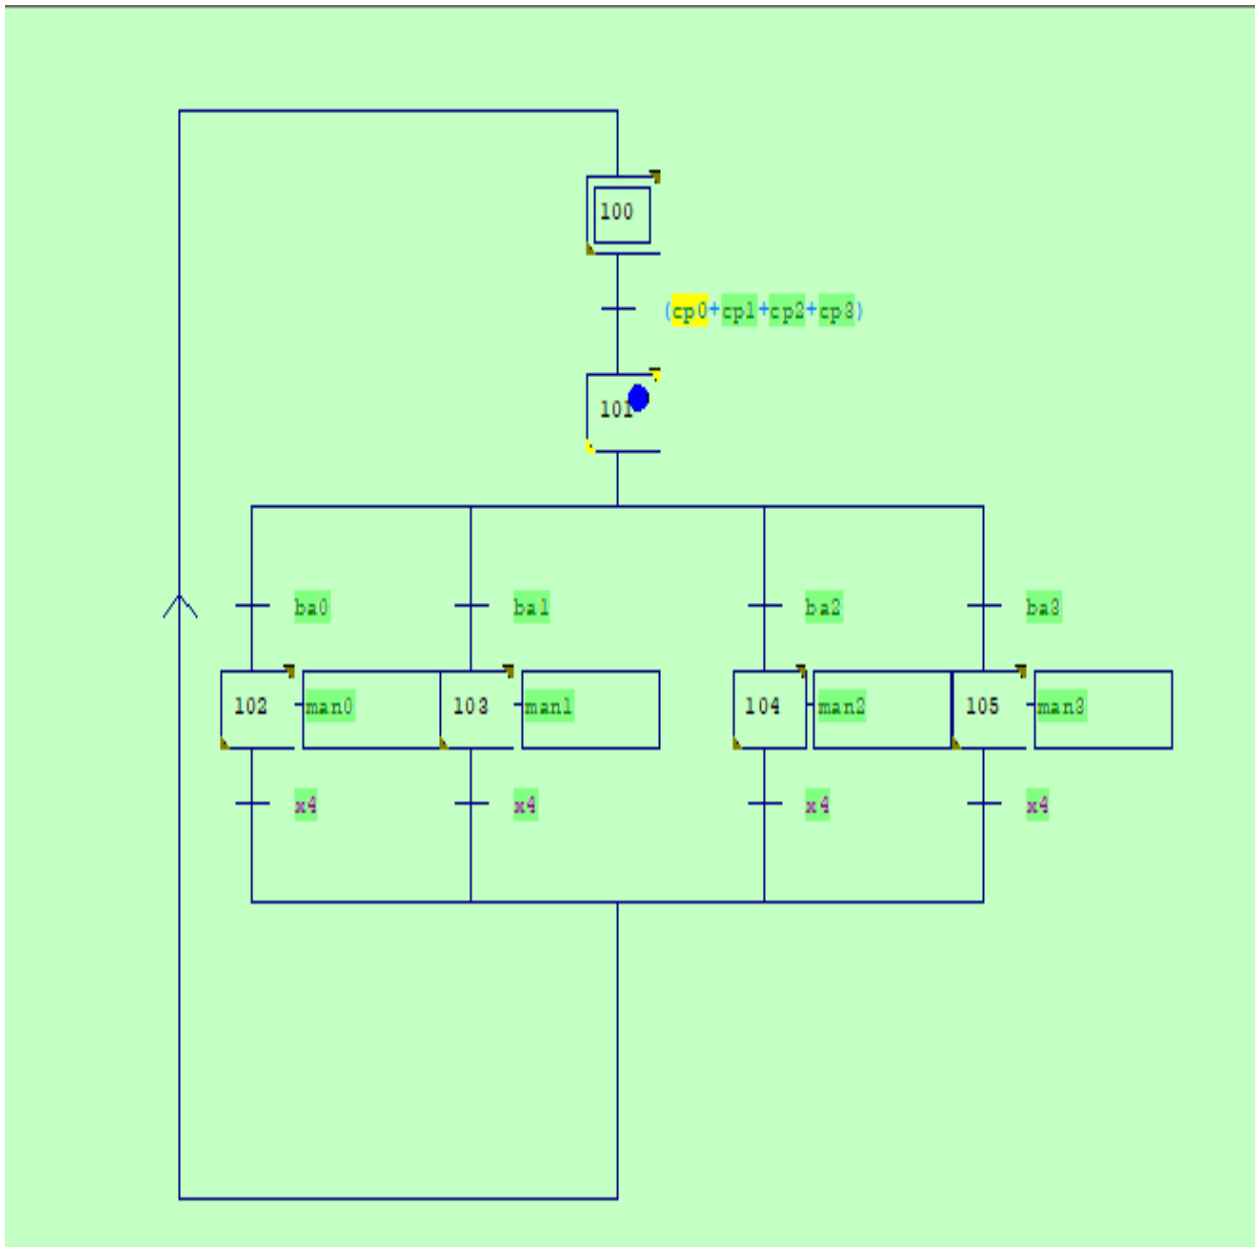 100
(cp0+cp1+cp2+cp3)
101
ba0 ba1 ba2 ba3
102 man0 103 man1 104 man2 105 man3
x4 x4 x4 x4